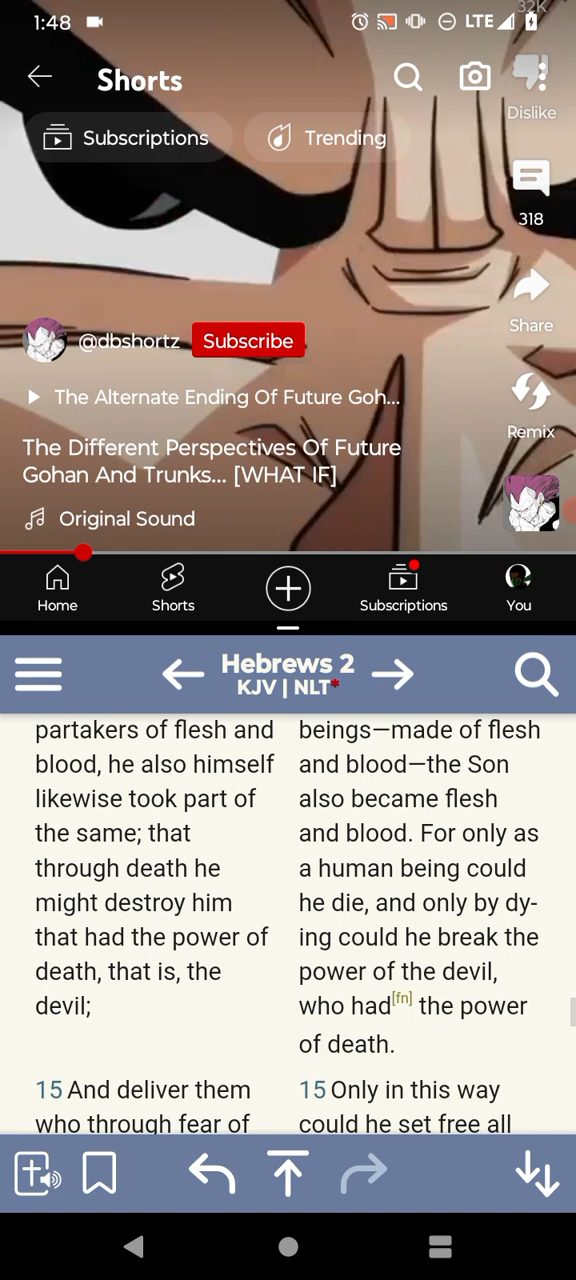 32K
1:48
LTE
Shorts
Subscriptions
Trending
Dislike
318
Share
@dbshortz
Subscribe
The Alternate Ending Of Future Goh...
Remix
The Different Perspectives Of Future
Gohan And Trunks... [WHAT IF]
Original Sound
Home
Shorts
Subscriptions
You
Hebrews 2
KJV | NLT*
partakers of flesh and
blood, he also himself
likewise took part of
the same; that
through death he
might destroy him
that had the power of
death, that is, the
devil;
15 And deliver them
who through fear of
beings—made of flesh
and blood—the Son
also became flesh
and blood. For only as
a human being could
he die, and only by dy-
ing could he break the
power of the devil,
who had[fn] the power
of death.
15 Only in this way
could he set free all